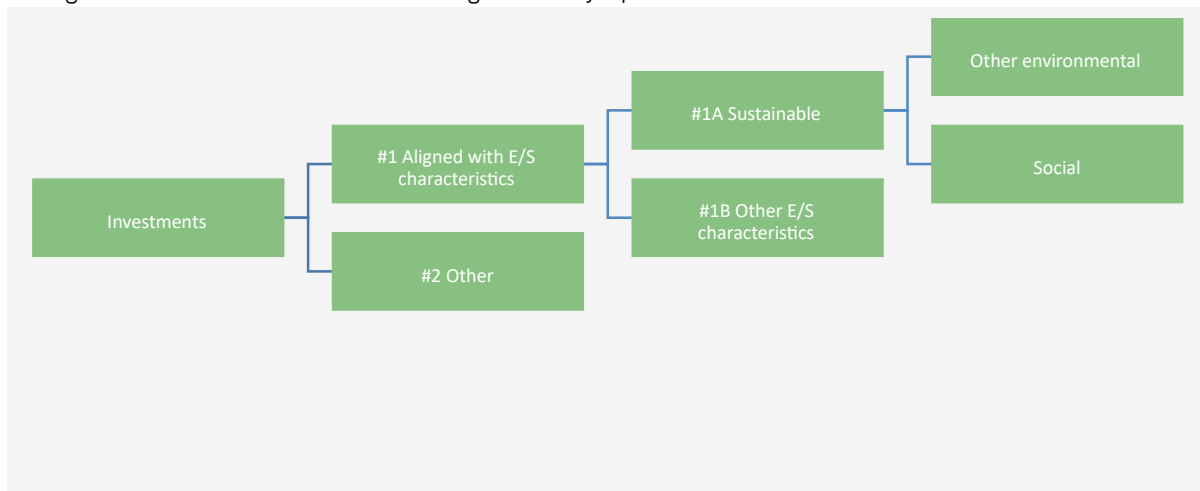 Other environmental
#1A Sustainable
#1 Aligned with E/S
characteristics
Social
Investments
#1B Other E/S
characteristics
#2 Other